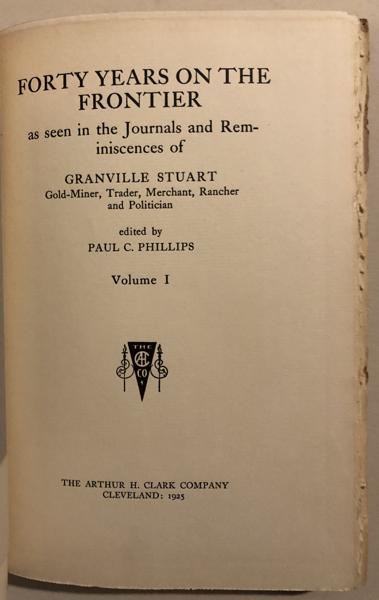 FORTY YEARS ON THE
FRONTIER
as seen in the Journals and Rem-
iniscences of
GRANVILLE STUART
Gold-Miner, Trader, Merchant, Rancher
and Politician
edited by
PAUL C. PHILLIPS
Volume I
THE
AHC
CO
THE ARTHUR H. CLARK COMPANY
CLEVELAND: 1925